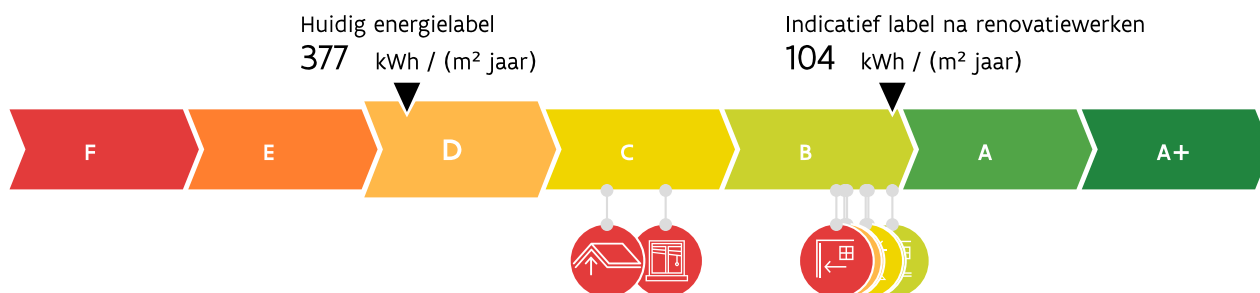 Huidig energielabel
377 kWh / (m² jaar)
Indicatief label na renovatiewerken
104 kWh / (m² jaar)
F E D C B A A+